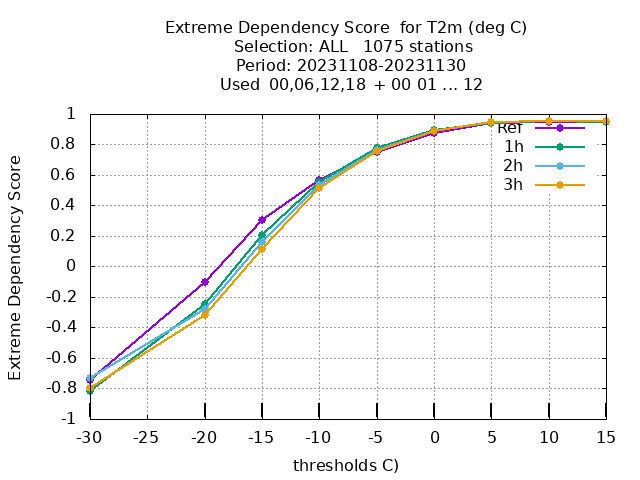 Extreme Dependency Score  for T2m (deg C)
Selection: ALL   1075 stations
Period: 20231108-20231130
Used  00,06,12,18  + 00 01 ... 12
Extreme Dependency Score
1
0.8
0.6
0.4
0.2
0
-0.2
-0.4
-0.6
-0.8
-1
Ref
1h
2h
3h
-30 -25 -20 -15 -10 -5 0 5 10 15
thresholds C)